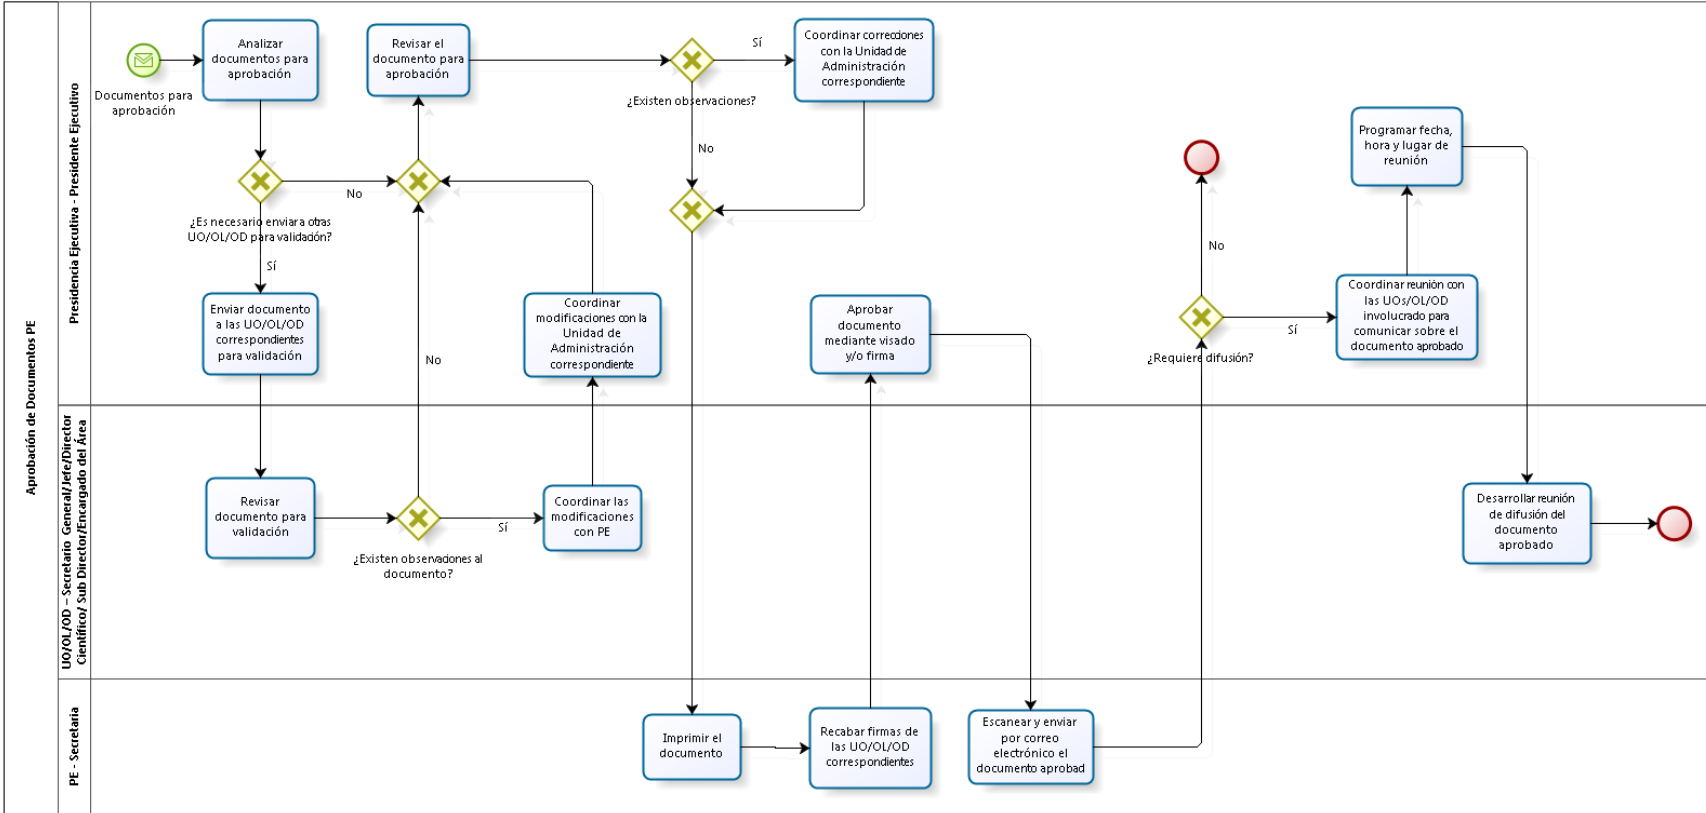 Aprobación de Documentos PE
Presidencia Ejecutiva - Presidente Ejecutivo
Documentos para
aprobación
Analizar
documentos para
aprobación
¿Es necesario enviar a otras
UO/OL/OD para validación?
No
Sí
Enviar documento
a las UO/OL/OD
correspondientes
para validación
Revisar el
documento para
aprobación
No
Coordinar
modificaciones con la
Unidad de
Administración
correspondiente
¿Existen observaciones?
Sí
No
Coordinar correcciones
con la Unidad de
Administración
correspondiente
Aprobar
documento
mediante visado
y/o firma
No
¿Requiere difusión?
Sí
Coordinar reunión con
las UOs/OL/OD
involucrado para
comunicar sobre el
documento aprobado
Programar fecha,
hora y lugar de
reunión
UO/OL/OD – Secretario General/Jefe/Director
Científico/ Sub Director/Encargado del Área
Revisar
documento para
validación
¿Existen observaciones al
documento?
Sí
Coordinar las
modificaciones
con PE
Desarrollar reunión
de difusión del
documento
aprobado
PE - Secretaria
Imprimir el
documento
Recabar firmas de
las UO/OL/OD
correspondientes
Escanear y enviar
por correo
electrónico el
documento aprobad